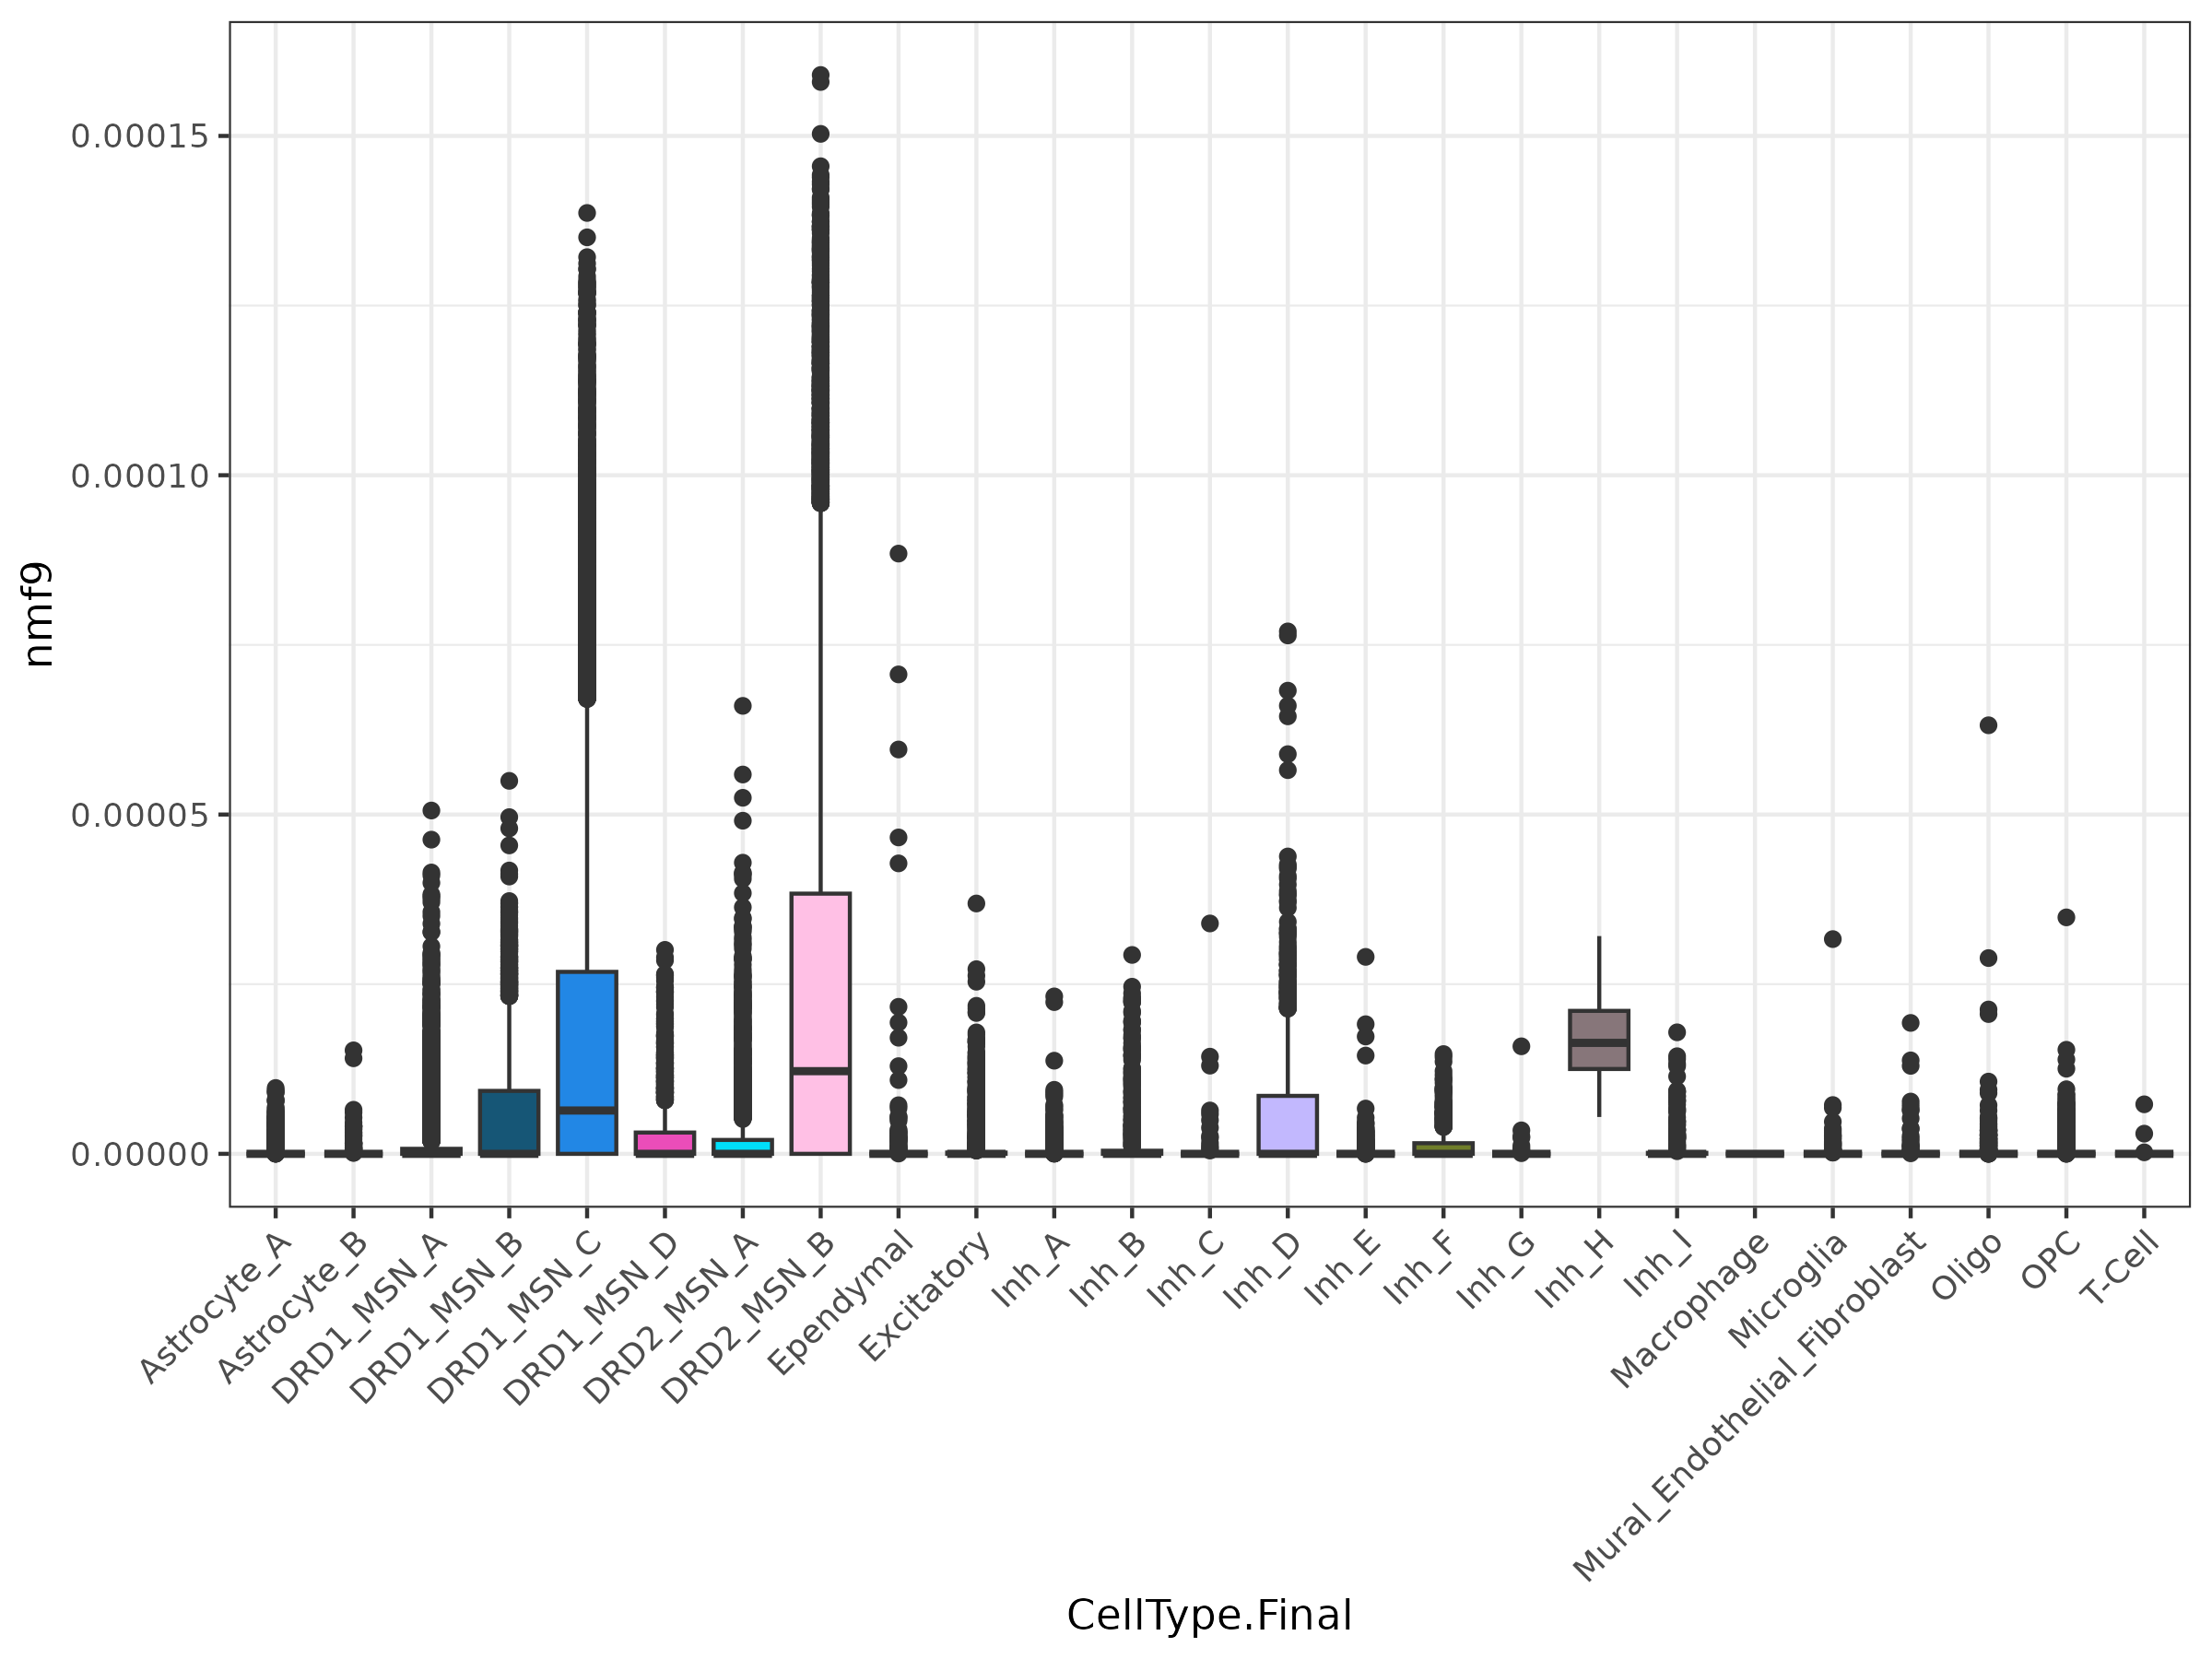 nmf9
0.00015
0.00010
0.00005
0.00000
Astrocyte_A
Astrocyte_B
DRD1_MSN_A
DRD1_MSN_B
DRD1_MSN_C
DRD1_MSN_D
DRD2_MSN_A
DRD2_MSN_B
Ependymal
Excitatory
Inh_A
Inh_B
Inh_C
Inh_D
Inh_E
Inh_F
Inh_G
Inh_H
Inh_I
Macrophage
Microglia
Mural_Endothelial_Fibroblast
Oligo
OPC
T-Cell
CellType.Final